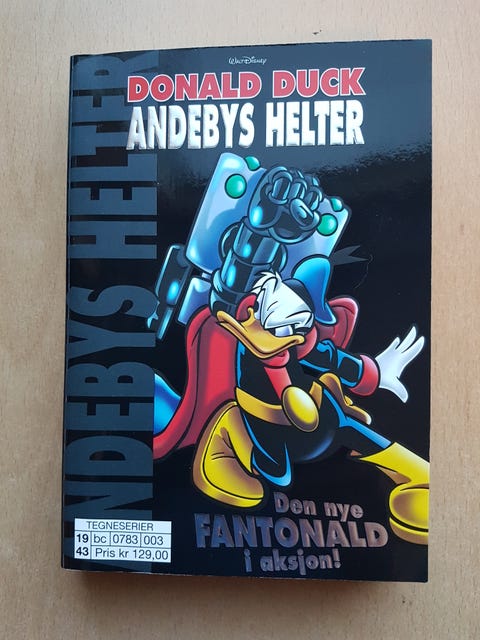 Walt Disney
DONALD DUCK
ANDEBYS HELTER
ANDEBYS HELTER
Den nye
FANTONALD
i aksjon!
TEGNESERIER
19 bc 0783 003
43 Pris kr 129,00